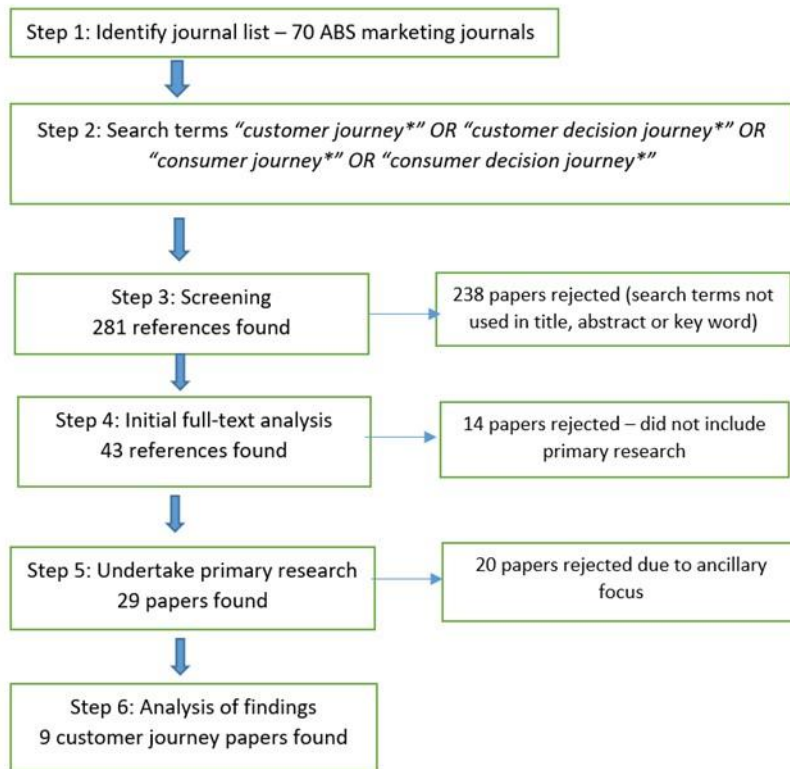 Step 1: Identify journal list – 70 ABS marketing journals
Step 2: Search terms “customer journey*” OR “customer decision journey*” OR
“consumer journey*” OR “consumer decision journey*”
Step 3: Screening
281 references found
238 papers rejected (search terms not
used in title, abstract or key word)
Step 4: Initial full-text analysis
43 references found
14 papers rejected – did not include
primary research
Step 5: Undertake primary research
29 papers found
20 papers rejected due to ancillary
focus
Step 6: Analysis of findings
9 customer journey papers found